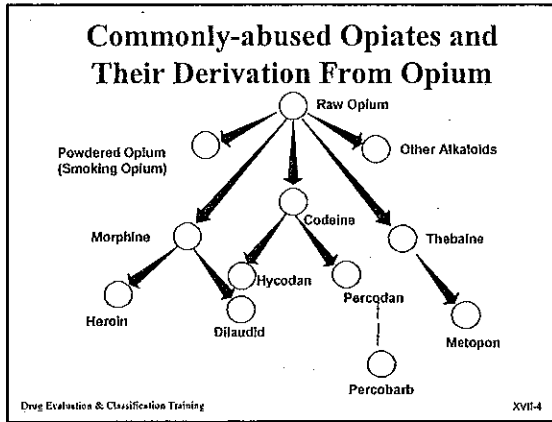 Commonly-abused Opiates and
Their Derivation From Opium
Raw Opium
Powdered Opium
(Smoking Opium)
Other Alkaloids
Codeine
Morphine
Thebaine
Hycodan
Percodan
Heroin
Dilaudid
Metopon
Percobarb
Drug Evaluation & Classification Training
XVII-4